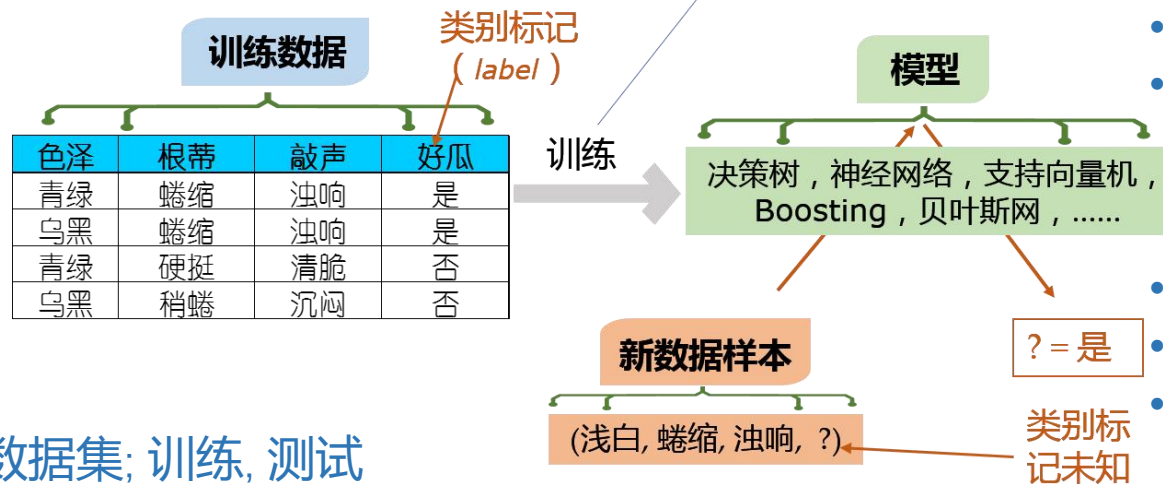 训练数据
类别标记
（label）
色泽 根蒂 敲声 好瓜
青绿 蜷缩 浊响 是
乌黑 蜷缩 浊响 是
青绿 硬挺 清脆 否
乌黑 稍蜷 沉闷 否
训练
模型
决策树，神经网络，支持向量机，
Boosting，贝叶斯网，……
新数据样本
(浅白, 蜷缩, 浊响, ?)
? = 是
类别标
记未知
数据集; 训练, 测试